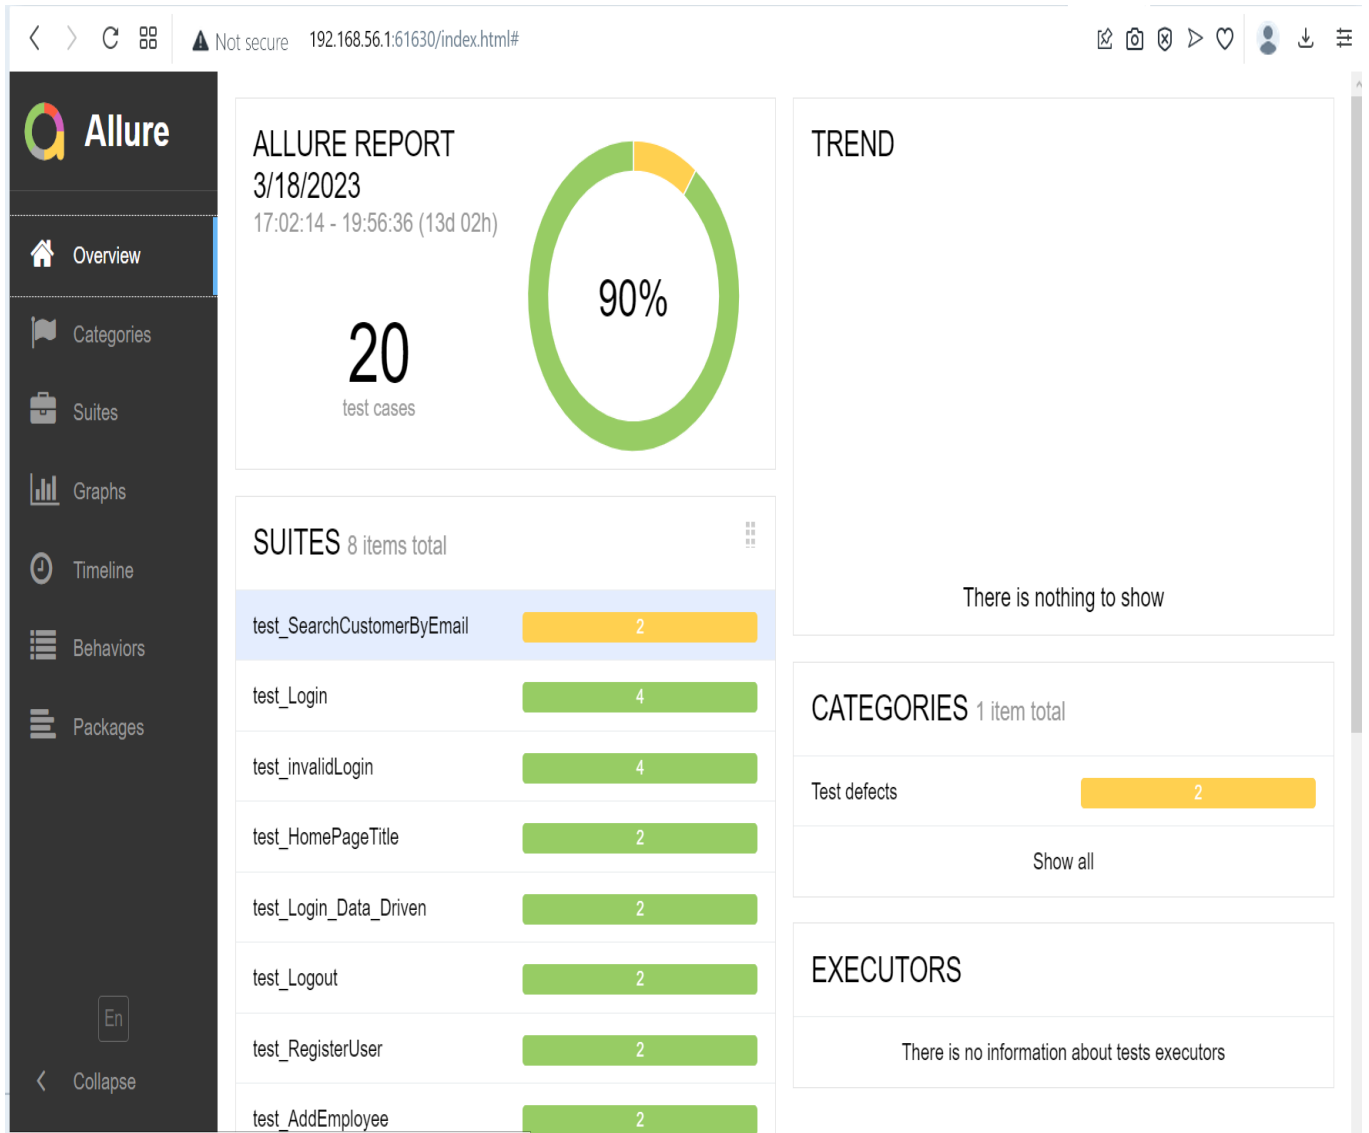 Not secure 192.168.56.1:61630/index.html#
Allure
Overview
Categories
Suites
Graphs
Timeline
Behaviors
Packages
En
Collapse
ALLURE REPORT
3/18/2023
17:02:14 - 19:56:36 (13d 02h)
20
test cases
90%
SUITES 8 items total
test_SearchCustomerByEmail 2
test_Login 4
test_invalidLogin 4
test_HomePageTitle 2
test_Login_Data_Driven 2
test_Logout 2
test_RegisterUser 2
test_AddEmployee 2
TREND
There is nothing to show
CATEGORIES 1 item total
Test defects 2
Show all
EXECUTORS
There is no information about tests executors